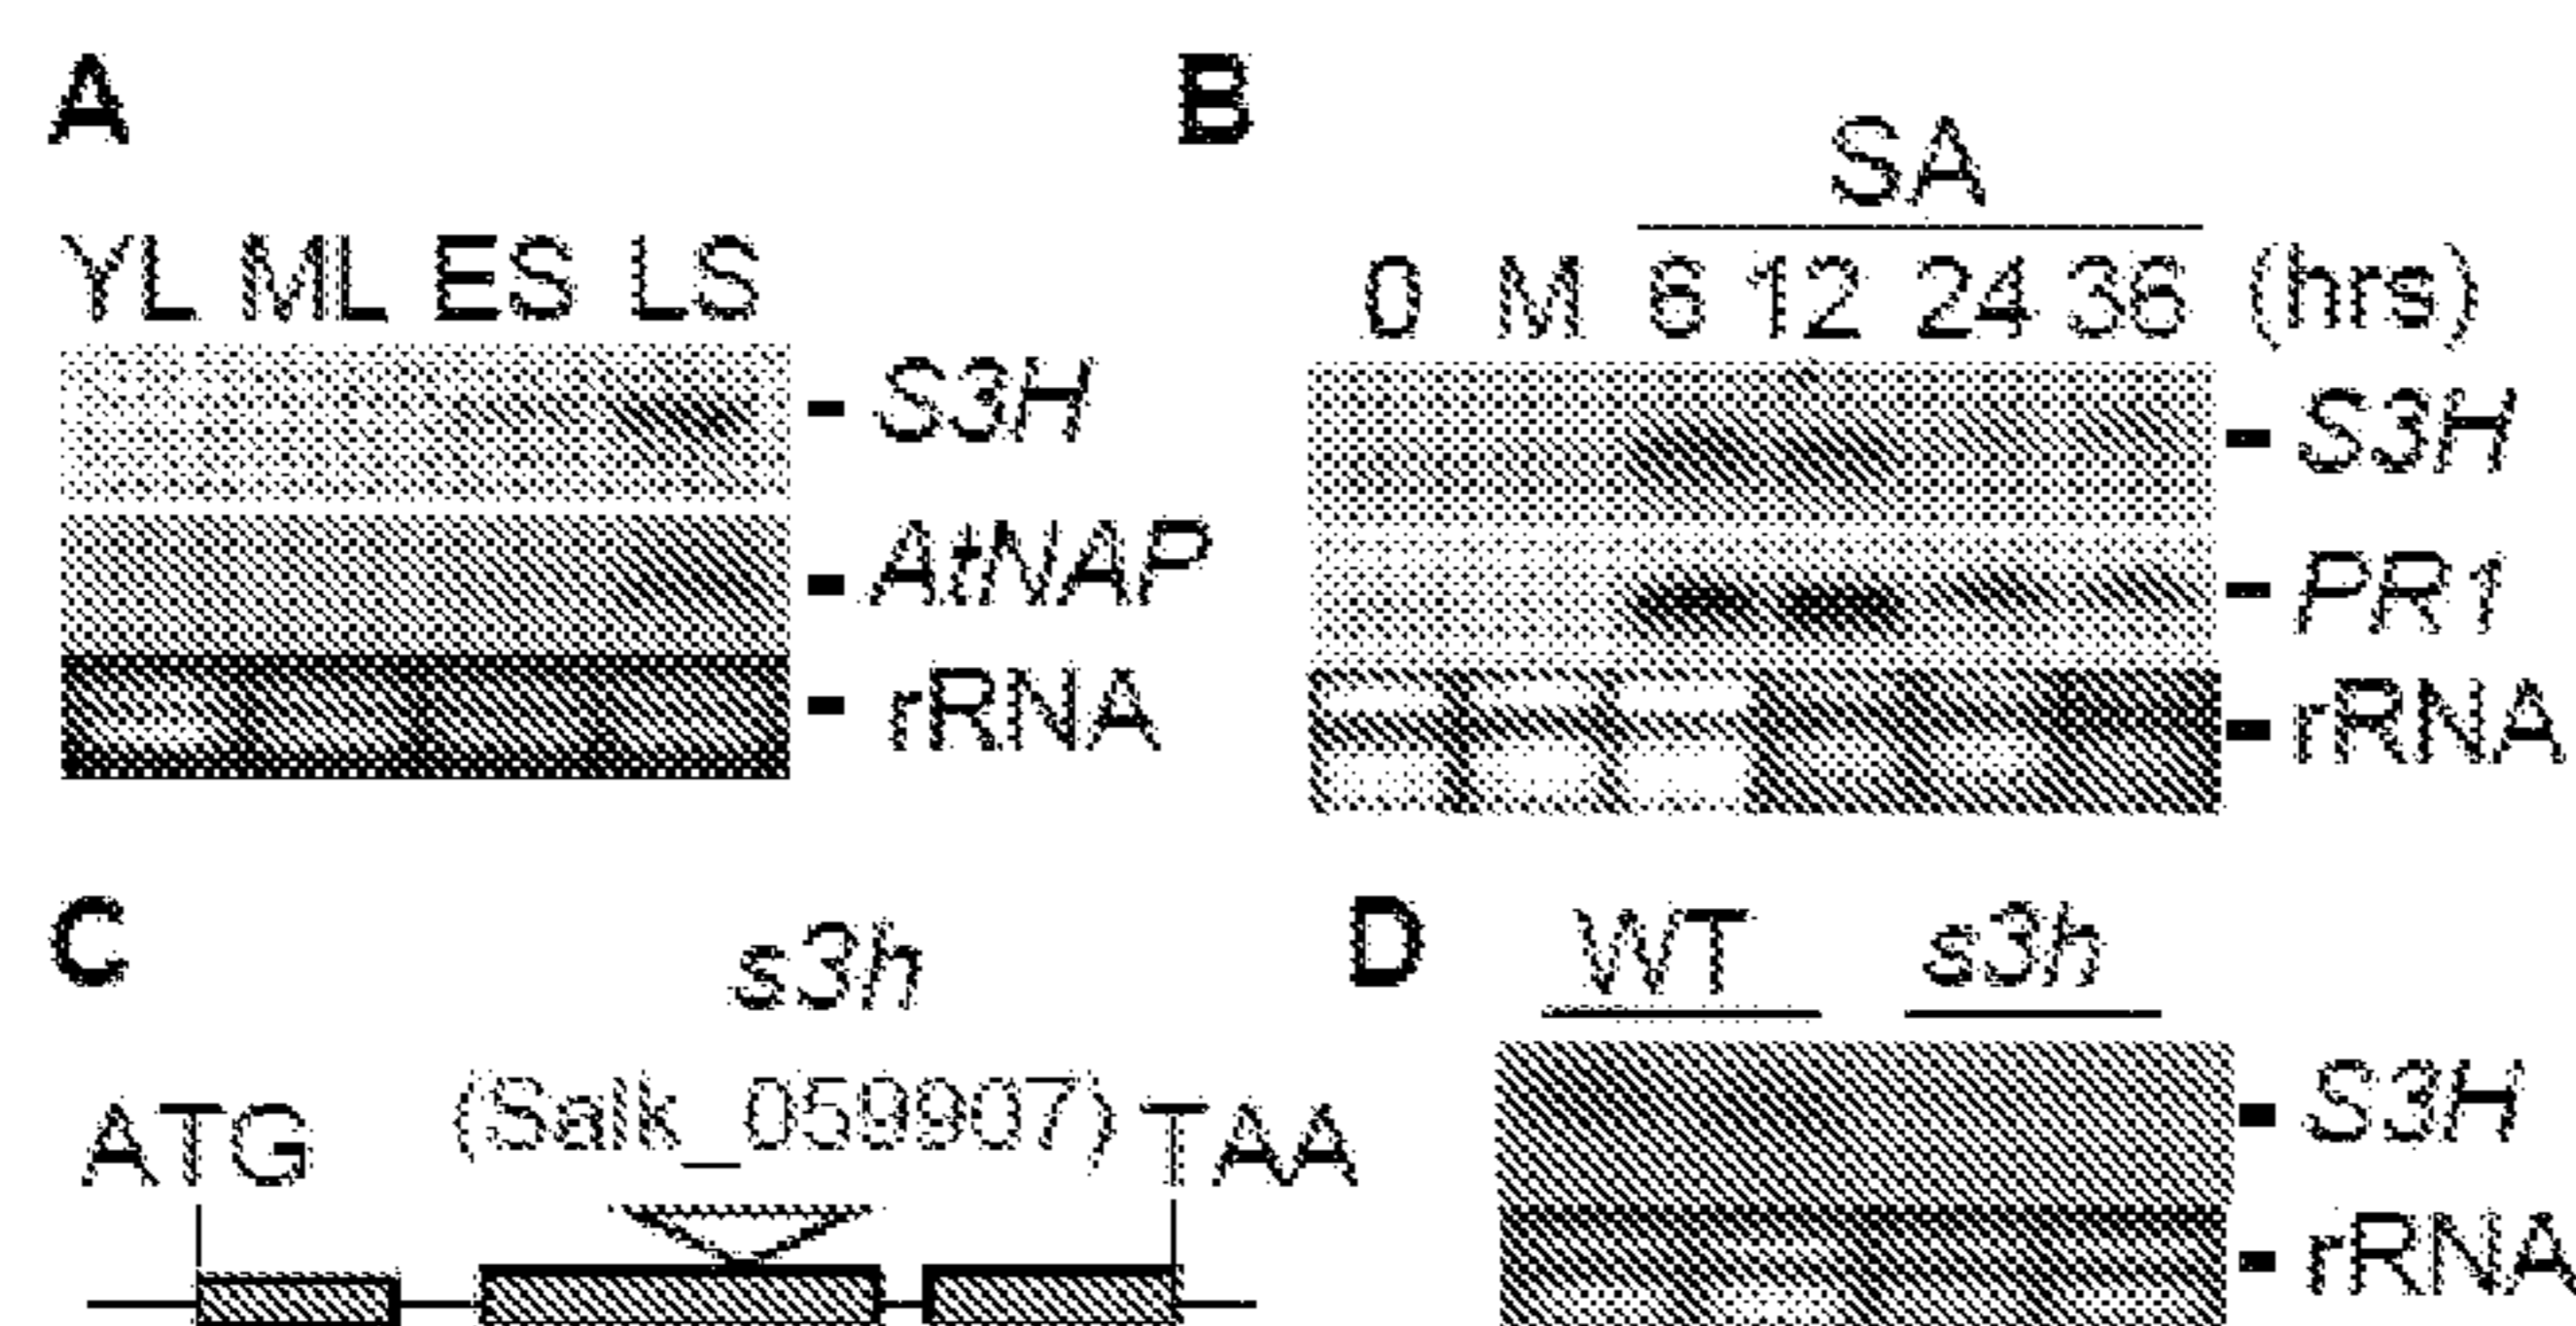 A
YL ML ES LS
- S3H
- AtNAP
- rRNA
B
SA
0 M 6 12 24 36 (hrs)
- S3H
- PR1
- rRNA
C
s3h
(Salk_059907)
ATG TAA
D
WT s3h
- S3H
- rRNA